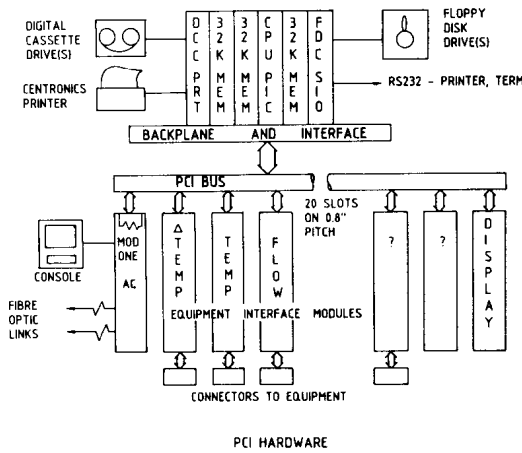 DIGITAL
CASSETTE
DRIVE(S)
CENTRONICS
PRINTER
DCC PRT
32K MEM
32K MEM
CPU PIC
32K MEM
FDC SIO
FLOPPY
DISK
DRIVE(S)
RS232 - PRINTER, TERM
BACKPLANE AND INTERFACE
PCI BUS
20 SLOTS
ON 0.8"
PITCH
CONSOLE
FIBRE
OPTIC
LINKS
MOD
ONE
AC
Δ TEMP
TEMP
FLOW
?
?
DISPLAY
EQUIPMENT INTERFACE MODULES
CONNECTORS TO EQUIPMENT
PCI HARDWARE